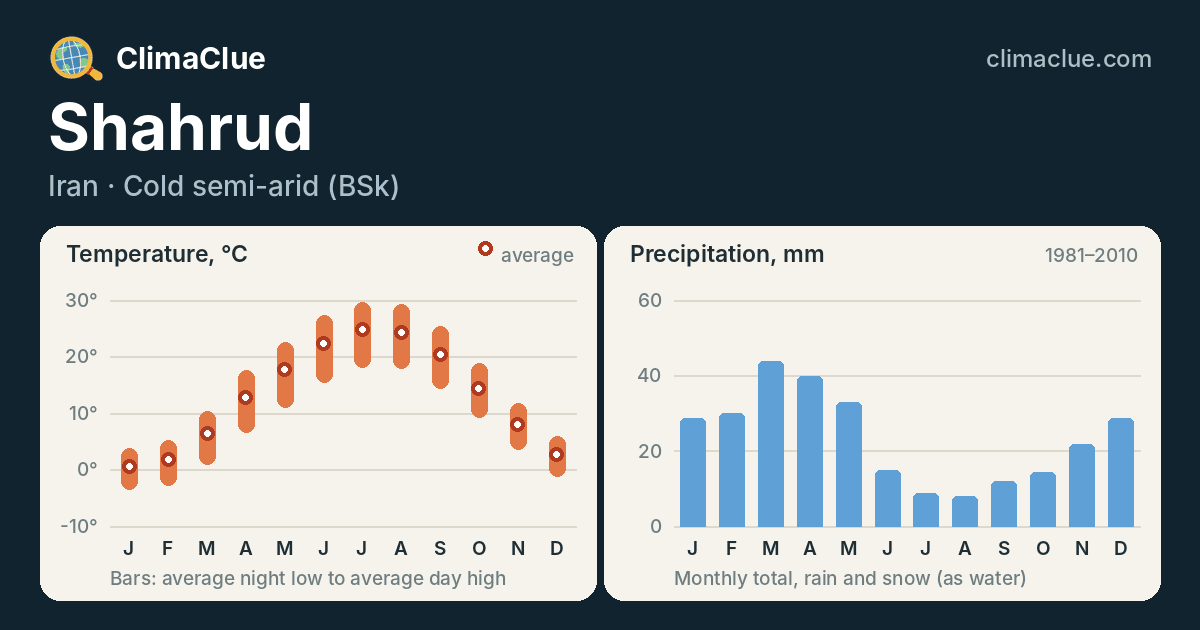 ClimaClue
climaclue.com
Shahrud
Iran · Cold semi-arid (BSk)
Temperature, °C
average
30°
20°
10°
0°
-10°
J F M A M J J A S O N D
Bars: average night low to average day high
Precipitation, mm
1981–2010
60
40
20
0
J F M A M J J A S O N D
Monthly total, rain and snow (as water)